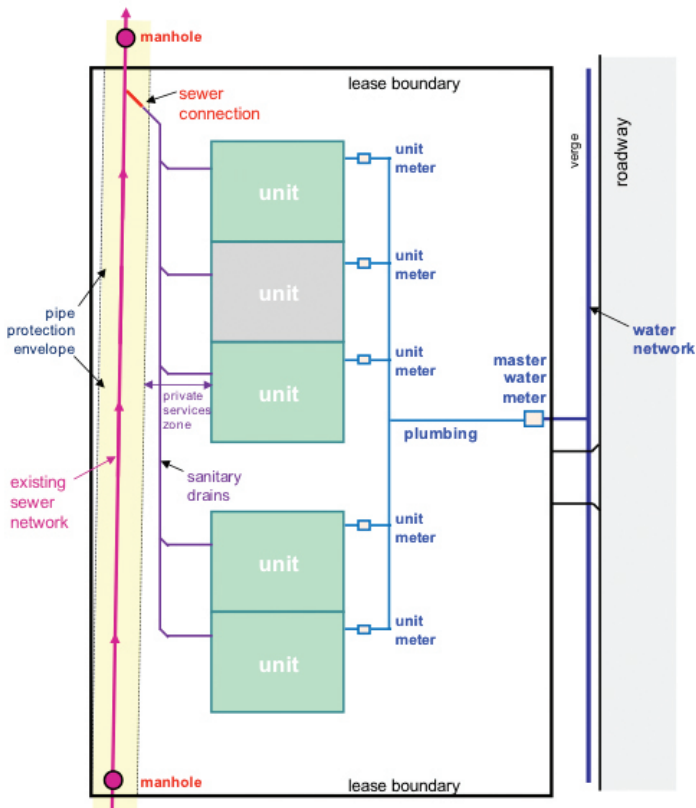 manhole
lease boundary
sewer
connection
unit
meter
unit
verge
roadway
unit
meter
unit
pipe
protection
envelope
water
network
unit
meter
unit
master
water
meter
private
services
zone
plumbing
existing
sewer
network
sanitary
drains
unit
meter
unit
unit
meter
unit
manhole
lease boundary